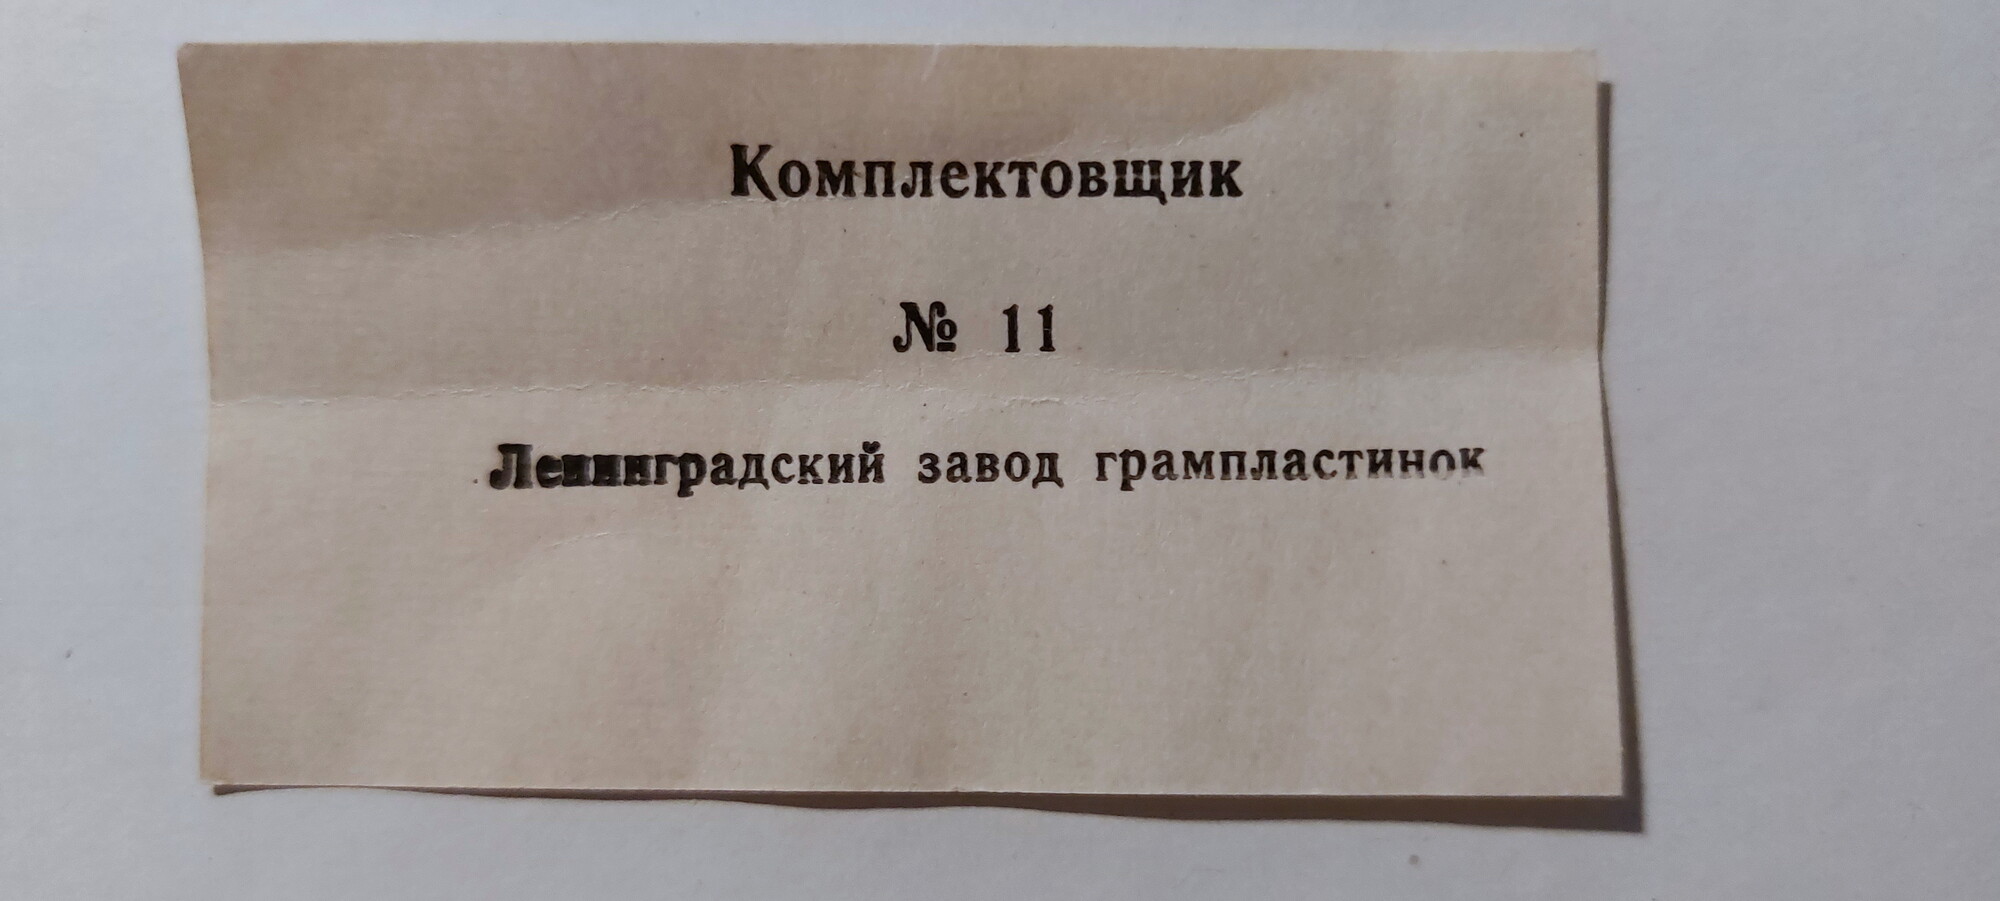 Комплектовщик
№ 11
Ленинградский завод грампластинок